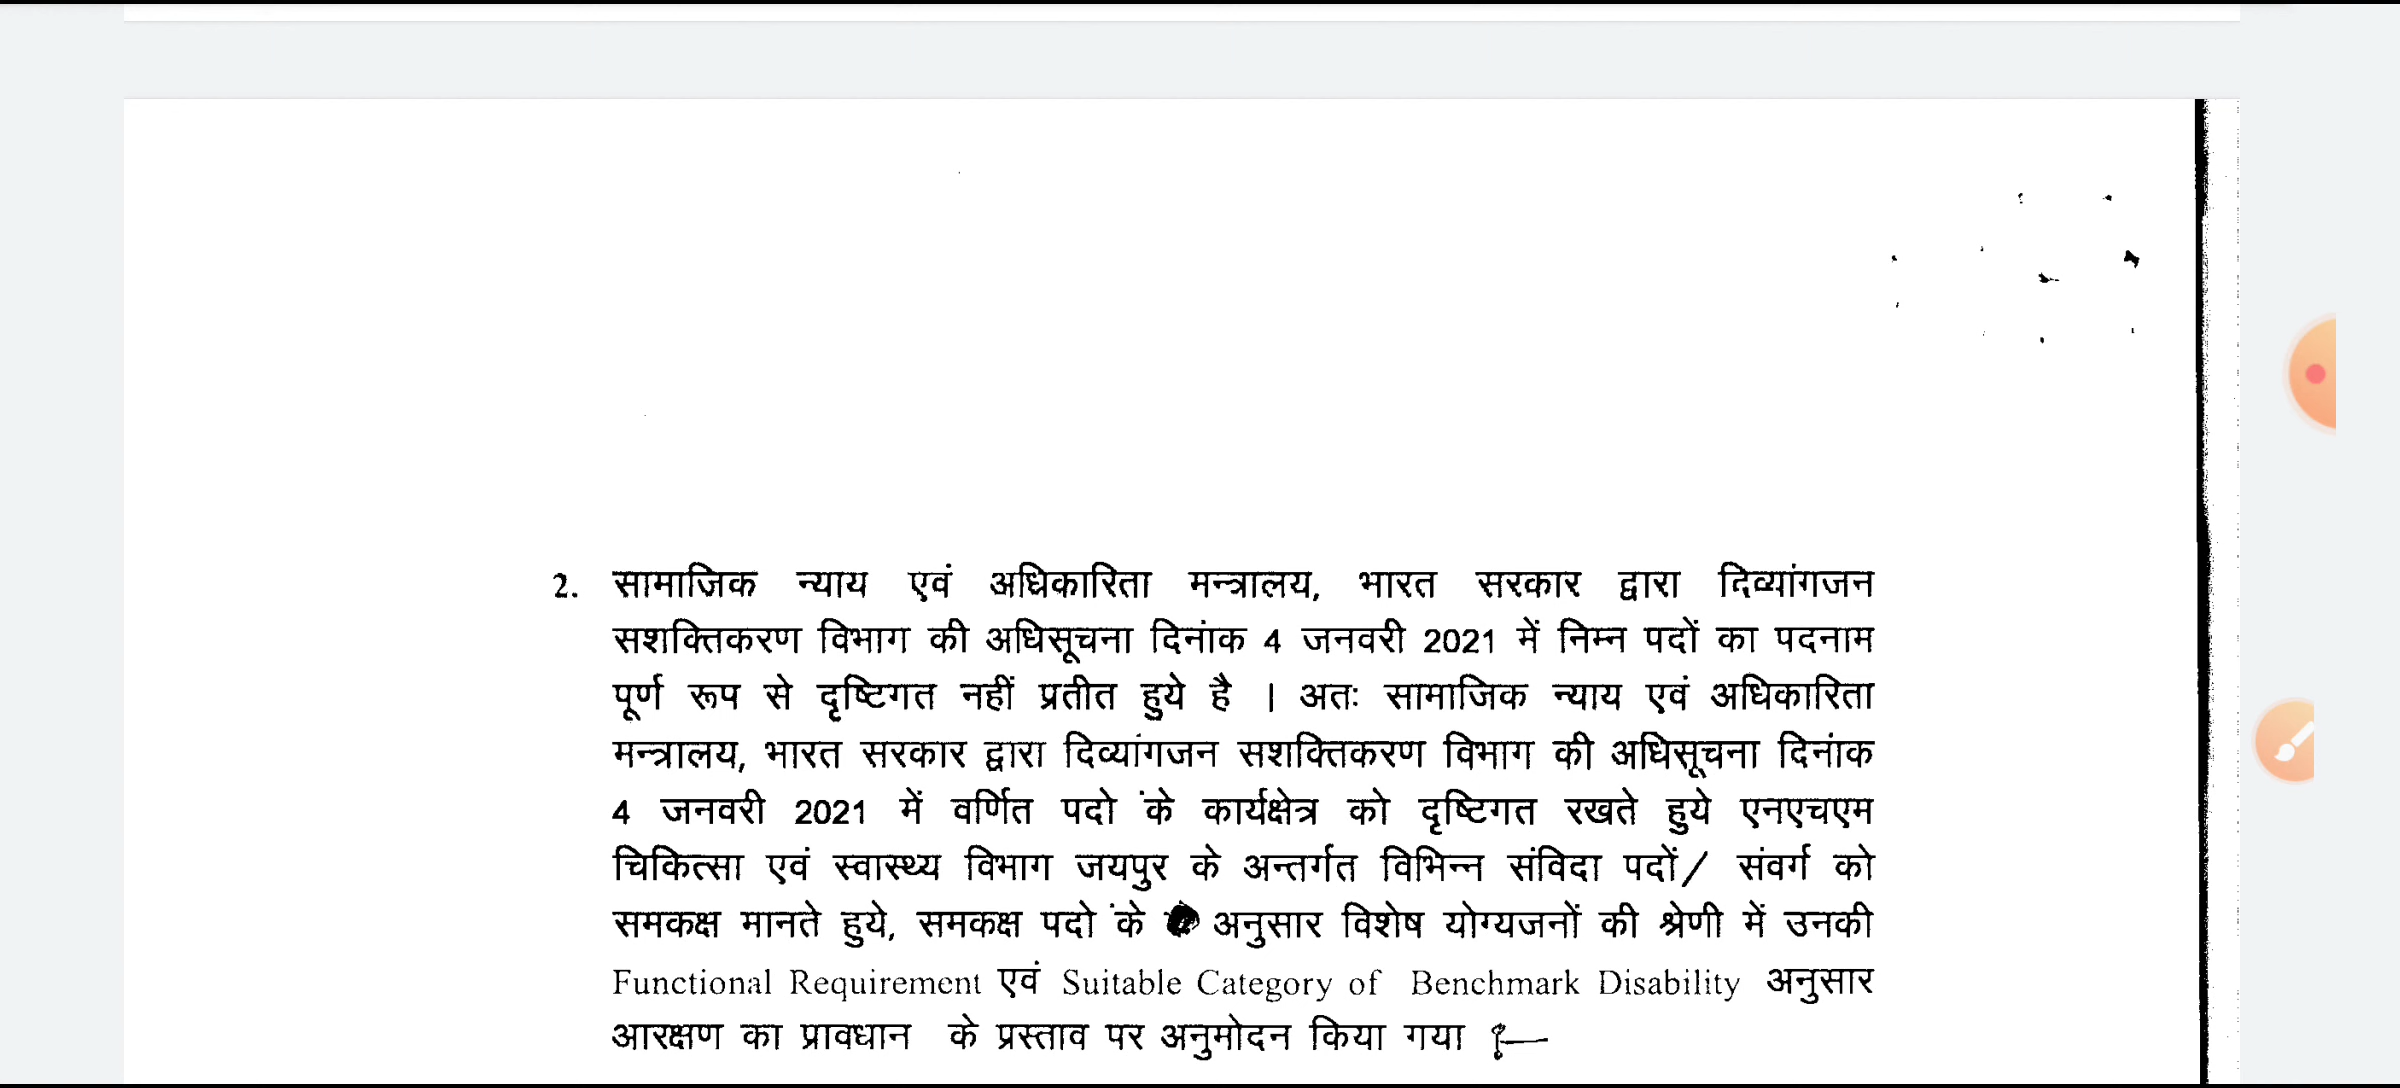 2. सामाजिक न्याय एवं अधिकारिता मन्त्रालय, भारत सरकार द्वारा दिव्यांगजन
सशक्तिकरण विभाग की अधिसूचना दिनांक 4 जनवरी 2021 में निम्न पदों का पदनाम
पूर्ण रूप से दृष्टिगत नहीं प्रतीत हुये है । अतः सामाजिक न्याय एवं अधिकारिता
मन्त्रालय, भारत सरकार द्वारा दिव्यांगजन सशक्तिकरण विभाग की अधिसूचना दिनांक
4 जनवरी 2021 में वर्णित पदो के कार्यक्षेत्र को दृष्टिगत रखते हुये एनएचएम
चिकित्सा एवं स्वास्थ्य विभाग जयपुर के अन्तर्गत विभिन्न संविदा पदों/ संवर्ग को
समकक्ष मानते हुये, समकक्ष पदो के अनुसार विशेष योग्यजनों की श्रेणी में उनकी
Functional Requirement एवं Suitable Category of Benchmark Disability अनुसार
आरक्षण का प्रावधान के प्रस्ताव पर अनुमोदन किया गया